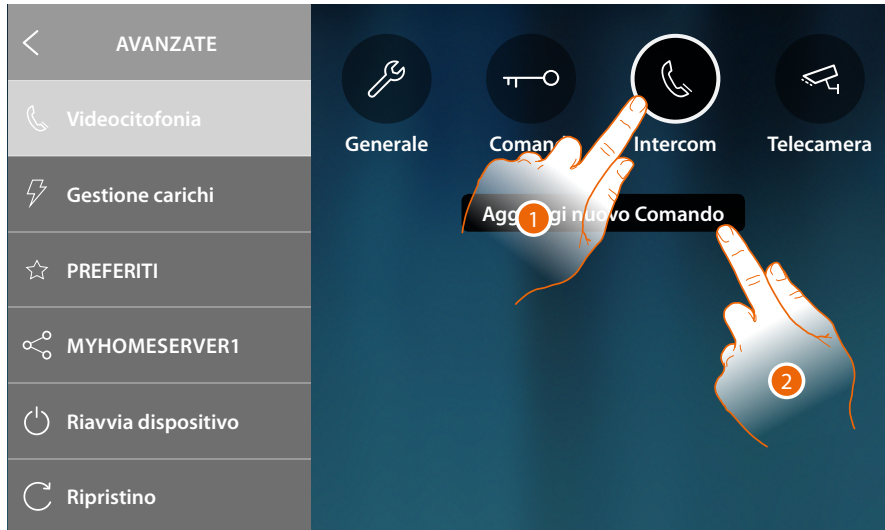 AVANZATE
Videocitofonia
Gestione carichi
PREFERITI
MYHOMESERVER1
Riavvia dispositivo
Ripristino
Generale
Intercom
Telecamera
nuovo Comando
1
2